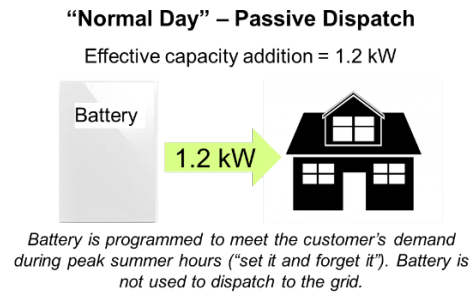 “Normal Day” – Passive Dispatch
Effective capacity addition = 1.2 kW
Battery
1.2 kW
Battery is programmed to meet the customer’s demand
during peak summer hours (“set it and forget it”). Battery is
not used to dispatch to the grid.